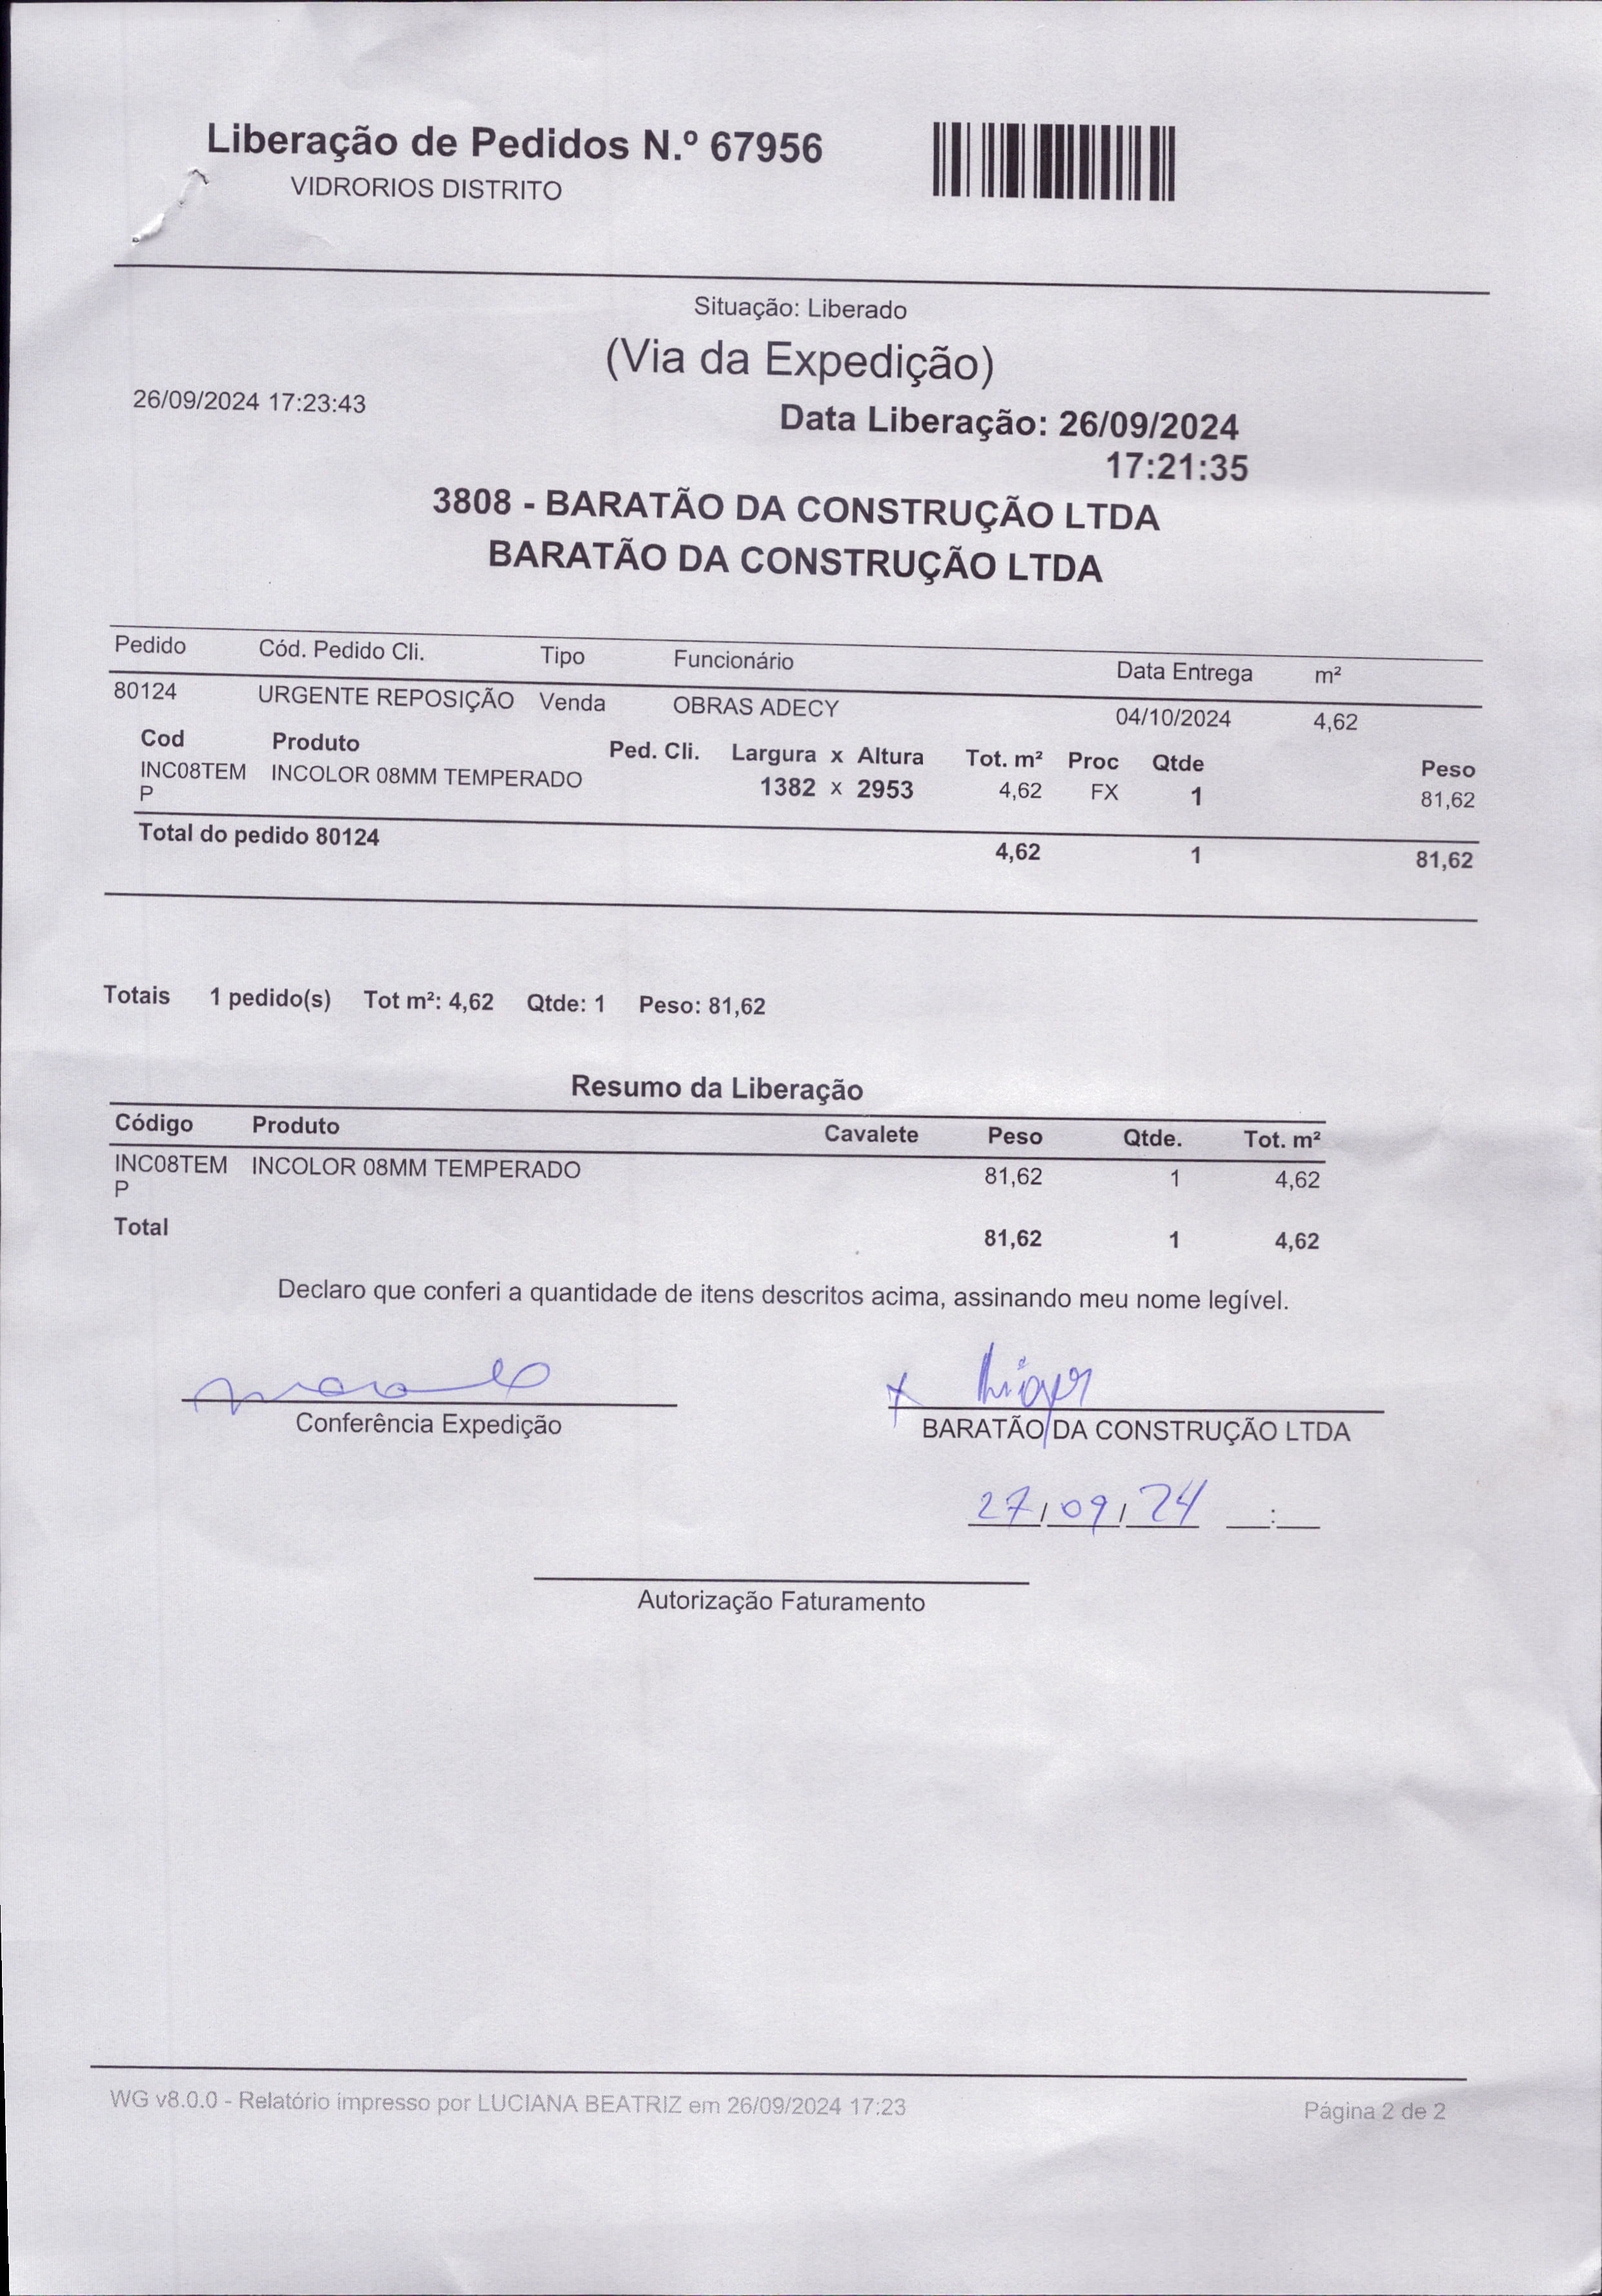 Liberação de Pedidos N.º 67956
VIDRORIOS DISTRITO
Situação: Liberado
(Via da Expedição)
26/09/2024 17:23:43
Data Liberação: 26/09/2024
17:21:35
3808 - BARATÃO DA CONSTRUÇÃO LTDA
BARATÃO DA CONSTRUÇÃO LTDA
Pedido Cód. Pedido Cli. Tipo Funcionário Data Entrega m²
80124 URGENTE REPOSIÇÃO Venda OBRAS ADECY 04/10/2024 4,62
Cod Produto Ped. Cli. Largura x Altura Tot. m² Proc Qtde Peso
INC08TEM INCOLOR 08MM TEMPERADO 1382 x 2953 4,62 FX 1 81,62
P
Total do pedido 80124 4,62 1 81,62
Totais 1 pedido(s) Tot m²: 4,62 Qtde: 1 Peso: 81,62
Resumo da Liberação
Código Produto Cavalete Peso Qtde. Tot. m²
INC08TEM INCOLOR 08MM TEMPERADO 81,62 1 4,62
P
Total 81,62 1 4,62
Declaro que conferi a quantidade de itens descritos acima, assinando meu nome legível.
Conferência Expedição
BARATÃO DA CONSTRUÇÃO LTDA
27/09/24 __:__
Autorização Faturamento
WG v8.0.0 - Relatório impresso por LUCIANA BEATRIZ em 26/09/2024 17:23
Página 2 de 2